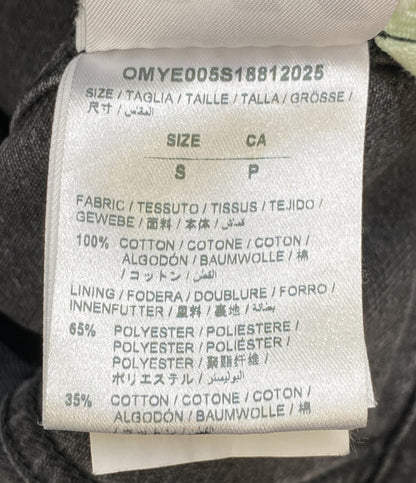 OMYE005S18812025
SIZE / TAGLIA / TAILLE / TALLA / GRÖSSE /
尺寸 / المقاس /
SIZE CA
S P
FABRIC / TESSUTO / TISSUS / TEJIDO /
GEWEBE / 面料 / 本体 / قماش /
100% COTTON / COTONE / COTON /
ALGODÓN / BAUMWOLLE / 棉
/ コットン / القطن /
LINING / FODERA / DOUBLURE / FORRO /
INNENFUTTER / 里料 / 裏地 / بطانة /
65% POLYESTER / POLIESTERE /
POLYESTER / POLIÉSTER /
POLYESTER / 聚酯纤维 /
ポリエステル / البوليستر /
35% COTTON / COTONE / COTON /
ALGODÓN / BAUMWOLLE / 棉